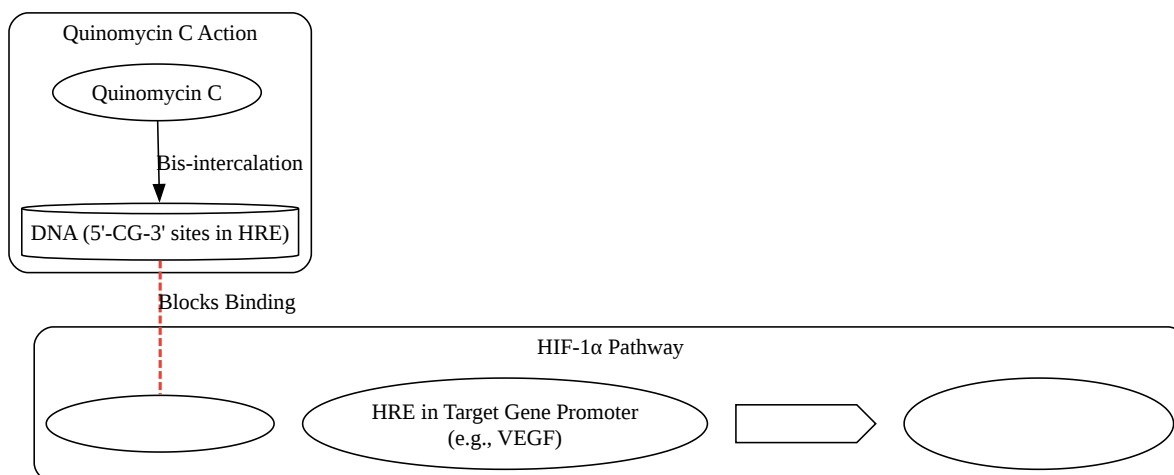 Quinomycin C Action
Quinomycin C
Bis-intercalation
DNA (5'-CG-3' sites in HRE)
Blocks Binding
HIF-1α Pathway
HRE in Target Gene Promoter
(e.g., VEGF)